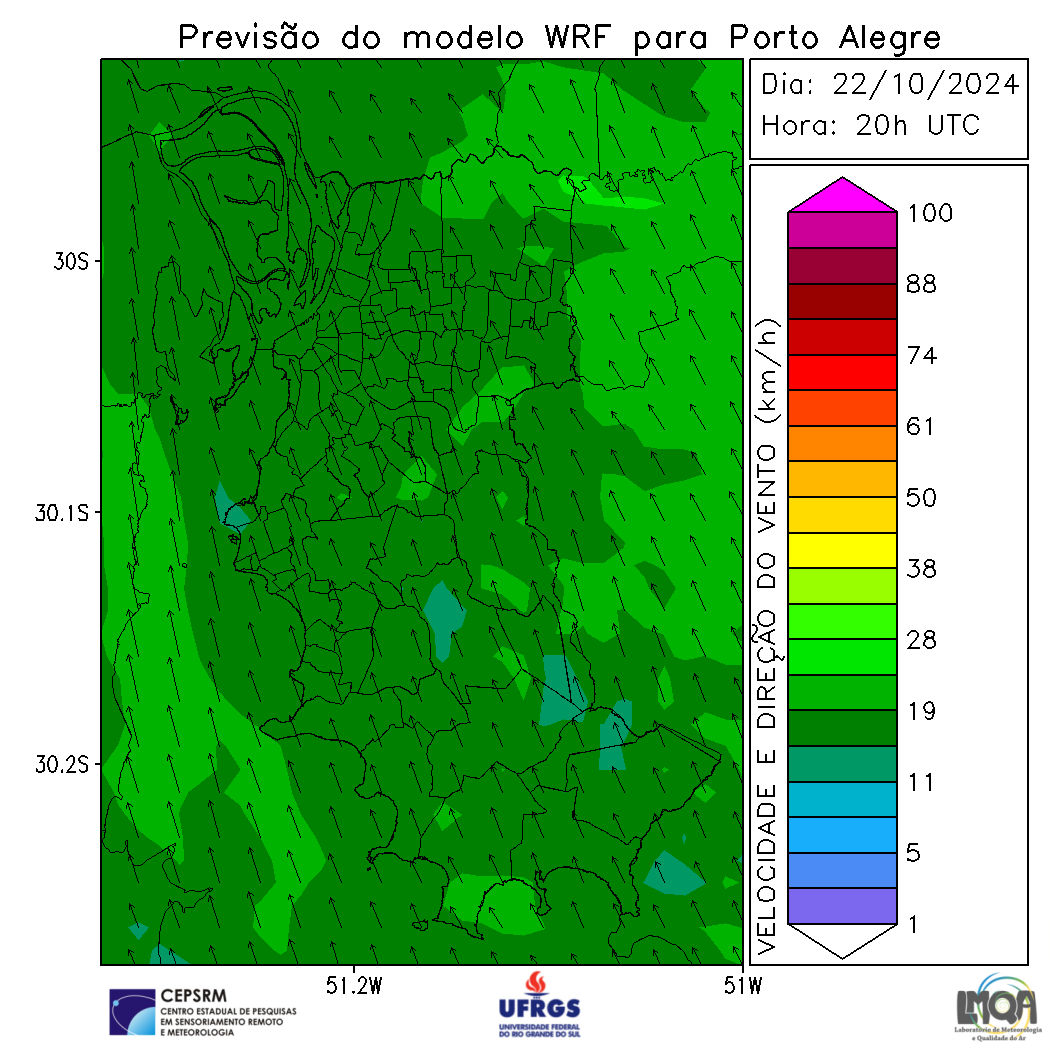 Previsão do modelo WRF para Porto Alegre
Dia: 22/10/2024
Hora: 20h UTC
30S
30.1S
30.2S
51.2W
51W
VELOCIDADE E DIREÇÃO DO VENTO (km/h)
100
88
74
61
50
38
28
19
11
5
1
CEPSRM
CENTRO ESTADUAL DE PESQUISAS
EM SENSORIAMENTO REMOTO
E METEOROLOGIA
UFRGS
UNIVERSIDADE FEDERAL
DO RIO GRANDE DO SUL
LMQA
Laboratório de Meteorologia
e Qualidade do Ar